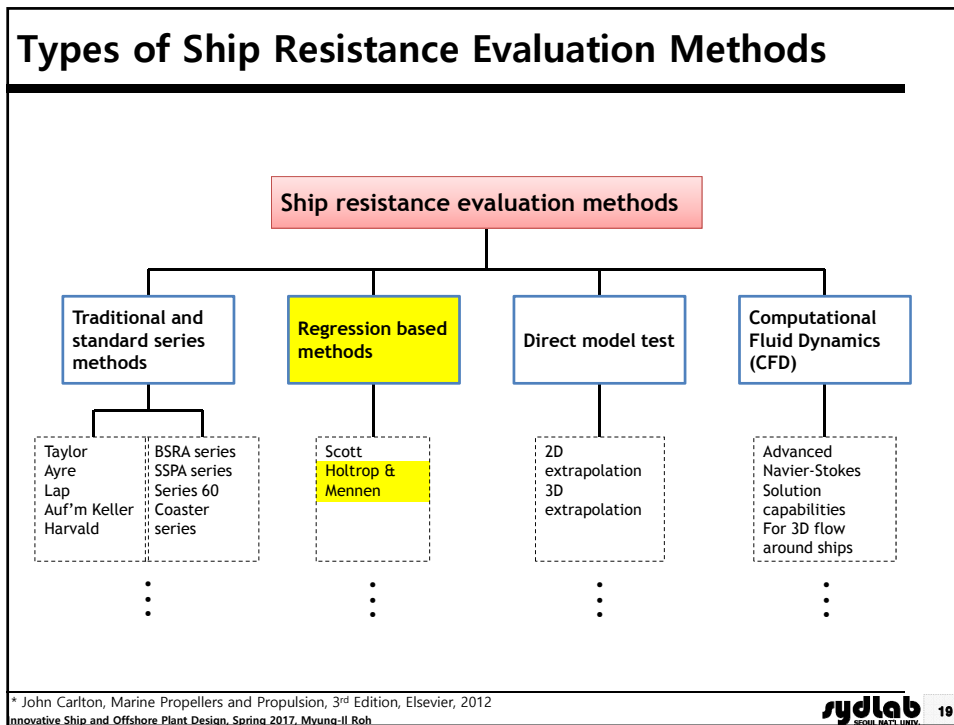 Types of Ship Resistance Evaluation Methods
Ship resistance evaluation methods
Traditional and
standard series
methods
Regression based
methods
Direct model test
Computational
Fluid Dynamics
(CFD)
Taylor
Ayre
Lap
Auf’m Keller
Harvald
BSRA series
SSPA series
Series 60
Coaster
series
Scott
Holtrop &
Mennen
2D
extrapolation
3D
extrapolation
Advanced
Navier-Stokes
Solution
capabilities
For 3D flow
around ships
* John Carlton, Marine Propellers and Propulsion, 3rd Edition, Elsevier, 2012
nnovative Ship and Offshore Plant Design, Spring 2017, Myung-Il Roh
sydlab
SEOUL NAT'L UNIV.
19